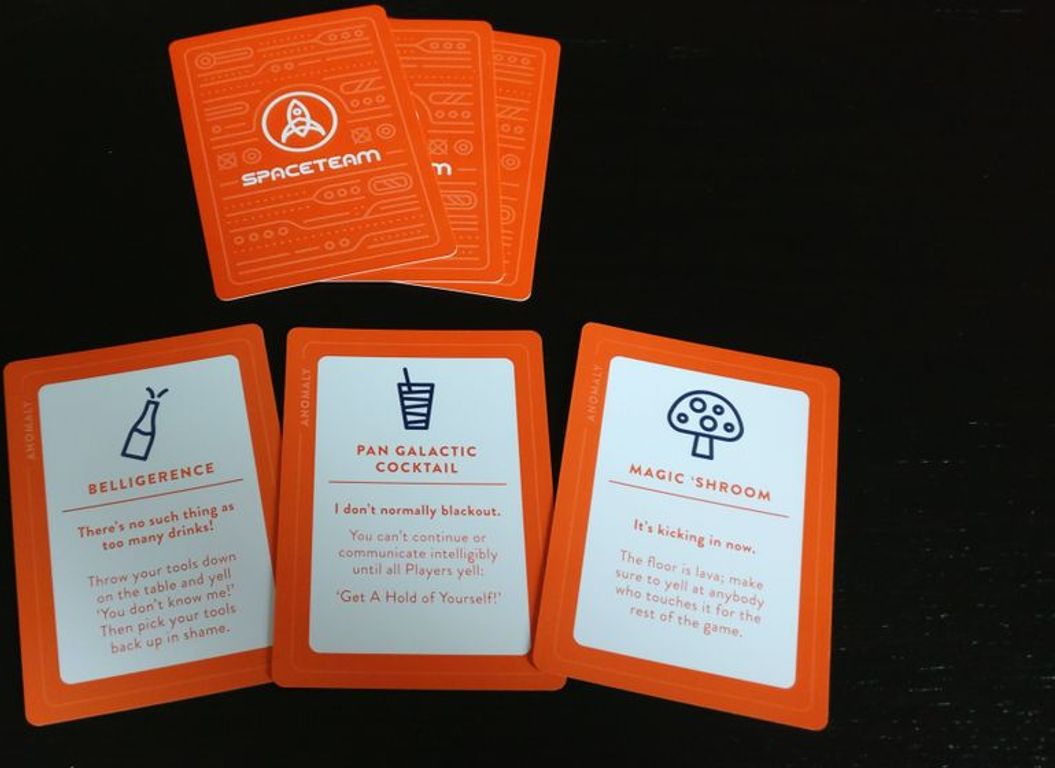 SPACETEAM
m
ANOMALY
BELLIGERENCE
There's no such thing as
too many drinks!
Throw your tools down
on the table and yell
'You don't know me!'
Then pick your tools
back up in shame.
ANOMALY
PAN GALACTIC
COCKTAIL
I don't normally blackout.
You can't continue or
communicate intelligibly
until all Players yell:
'Get A Hold of Yourself!'
ANOMALY
MAGIC 'SHROOM
It's kicking in now.
The floor is lava; make
sure to yell at anybody
who touches it for the
rest of the game.